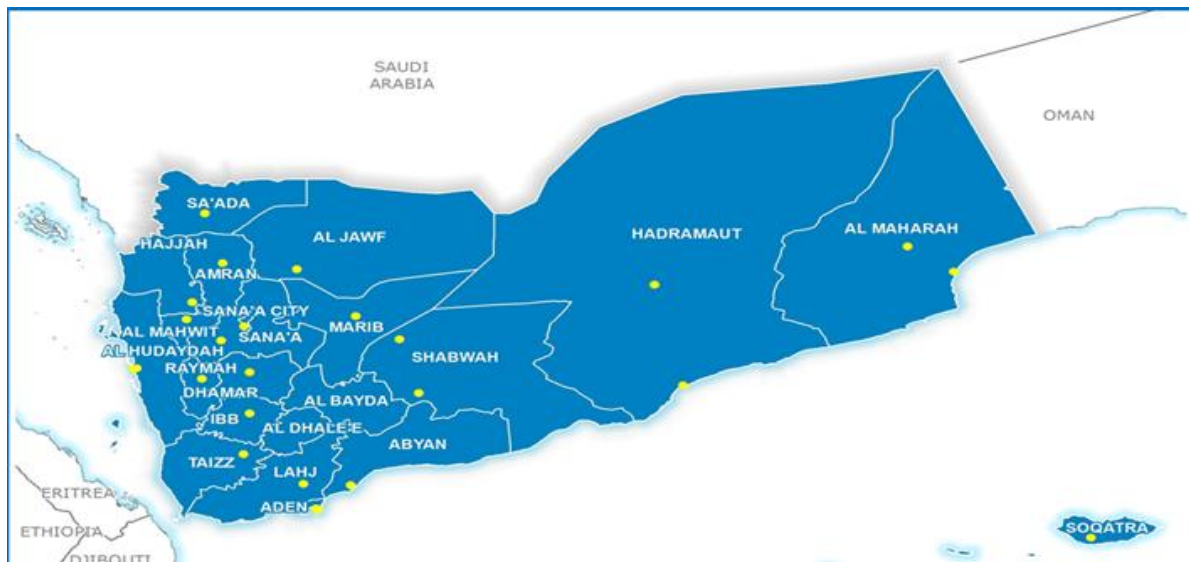 SAUDI
ARABIA
OMAN
SA'ADA
HAJJAH
AL JAWF
HADRAMAUT
AL MAHARAH
AMRAN
SANA'A CITY
AL MAHWIT
SANA'A
MARIB
AL HUDAYDAH
SHABWAH
RAYMAH
DHAMAR
AL BAYDA
IBB
AL DHALE'E
ABYAN
TAIZZ
LAHJ
ADEN
ERITREA
ETHIOPIA
DJIBOUTI
SOQATRA